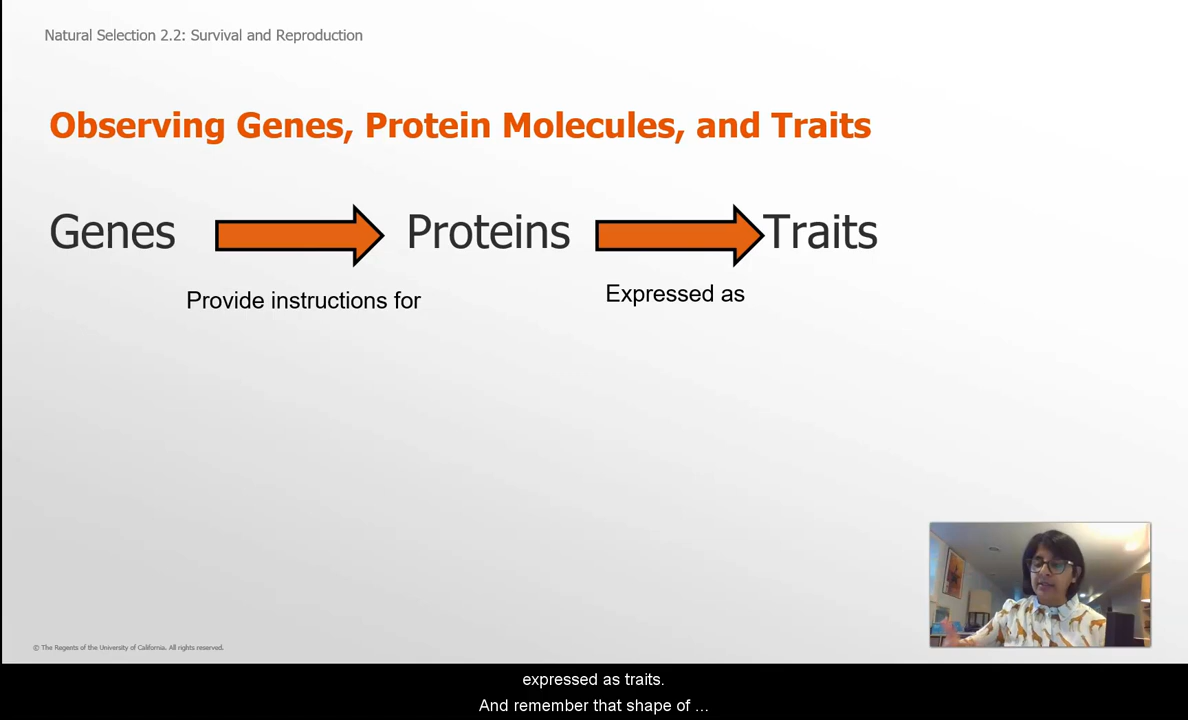 Natural Selection 2.2: Survival and Reproduction
Observing Genes, Protein Molecules, and Traits
Genes Proteins Traits
Provide instructions for Expressed as
© The Regents of the University of California. All rights reserved.
expressed as traits.
And remember that shape of ...